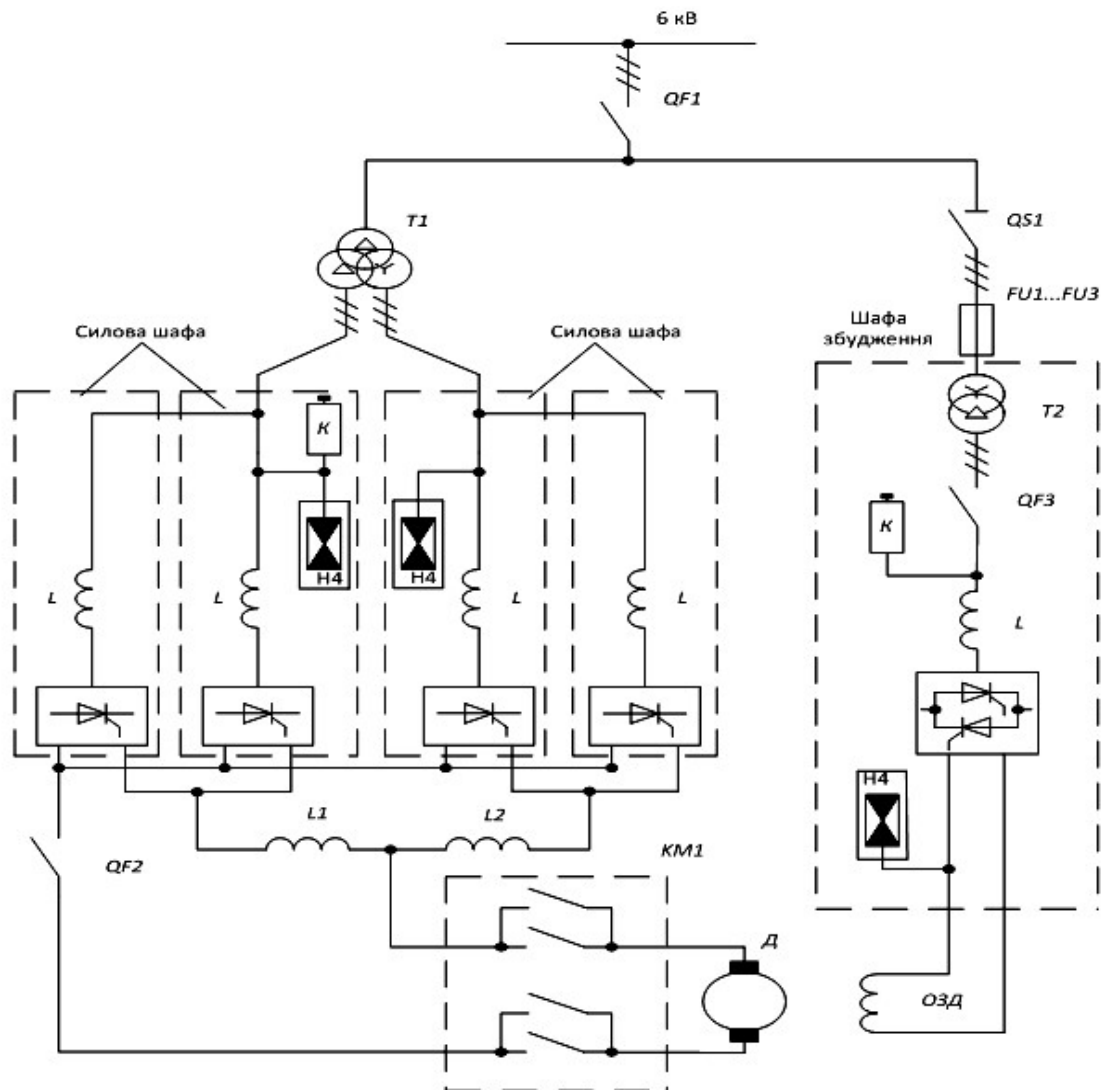 6 кВ
QF1
T1
QS1
FU1...FU3
Силова шафа
Силова шафа
Шафа
збудження
T2
К
К
QF3
H4
H4
L
L
L
L
L
H4
L1
L2
QF2
KM1
Д
ОЗД